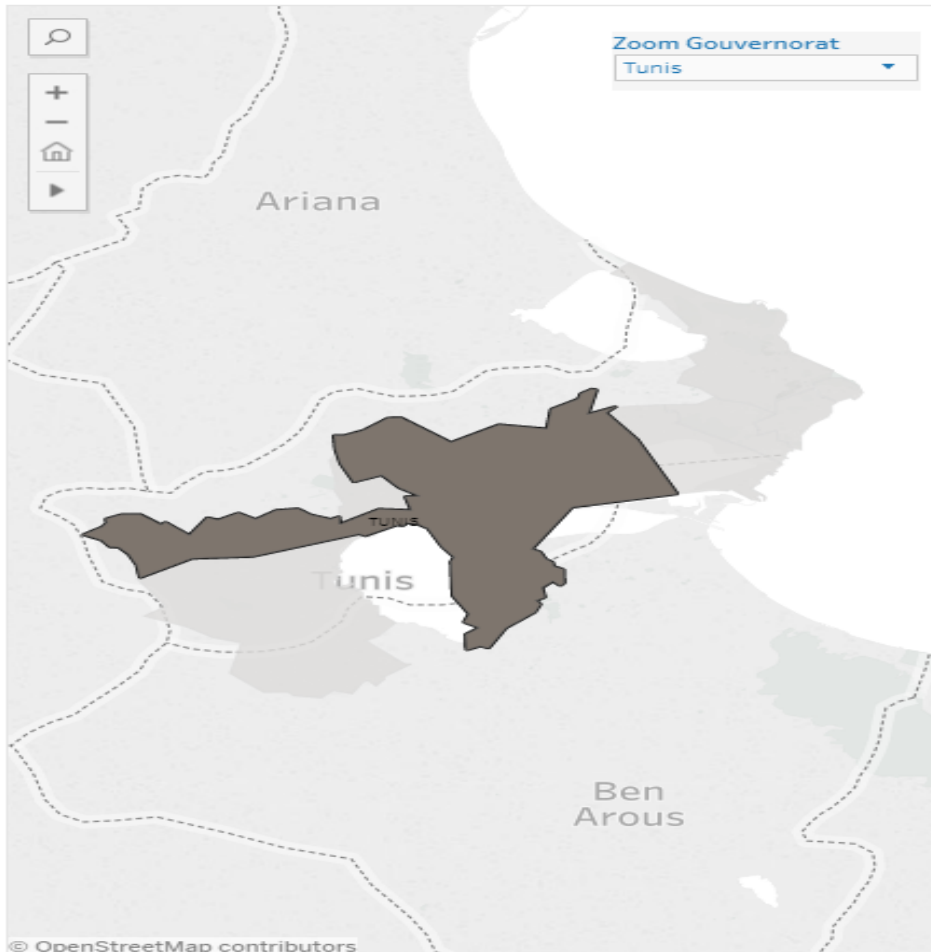 Zoom Gouvernorat
Tunis
Ariana
TUNIS
Tunis
Ben
Arous
© OpenStreetMap contributors